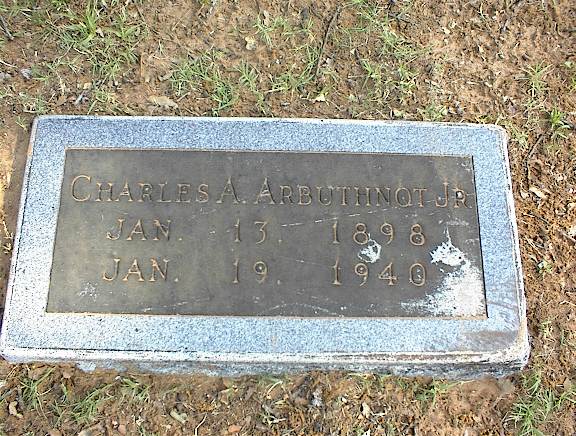 Charles A. Arbuthnot Jr.
Jan. 13. 1898
Jan. 19. 1940